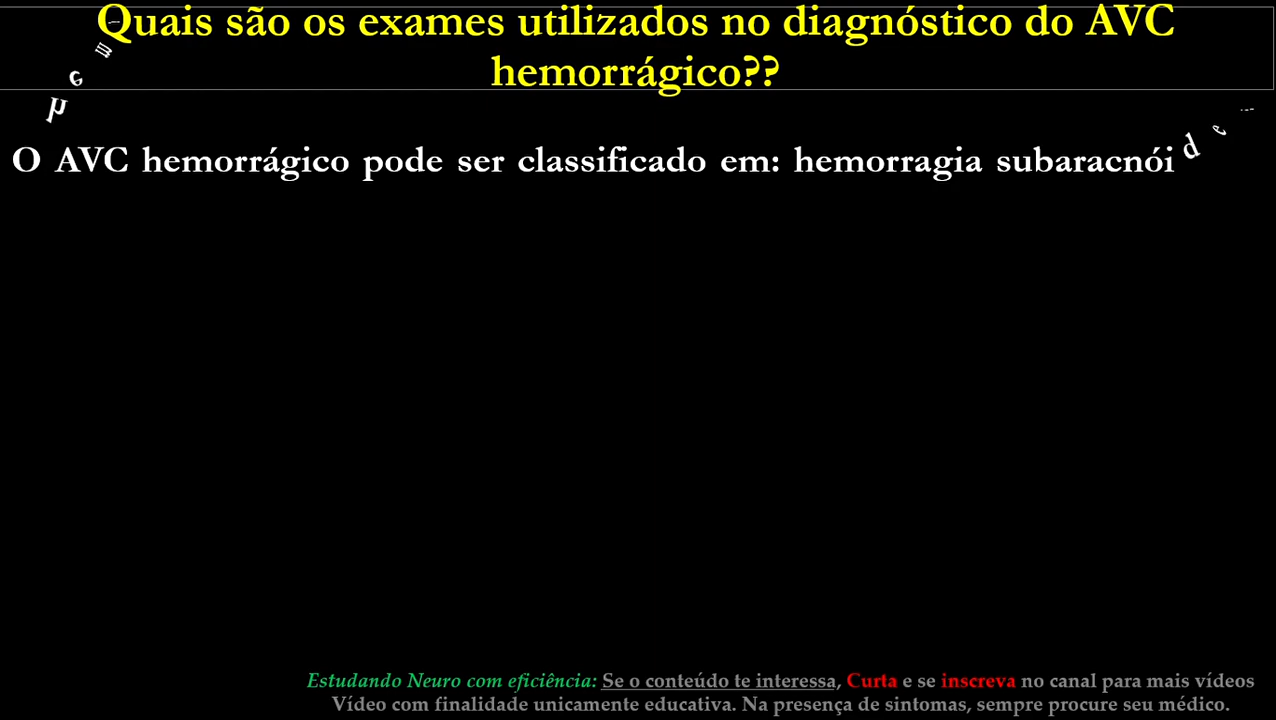 Quais são os exames utilizados no diagnóstico do AVC
hemorrágico??
O AVC hemorrágico pode ser classificado em: hemorragia subaracnóide
Estudando Neuro com eficiência: Se o conteúdo te interessa, Curta e se inscreva no canal para mais vídeos
Vídeo com finalidade unicamente educativa. Na presença de sintomas, sempre procure seu médico.